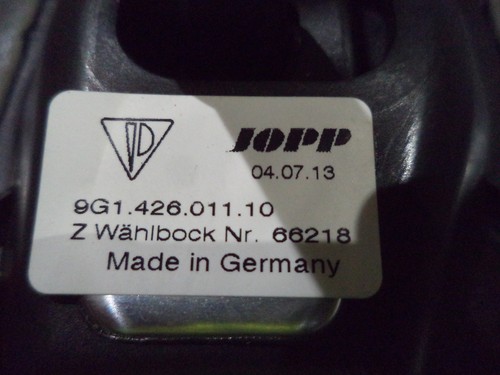 JOPP
04.07.13
9G1.426.011.10
Z Wählbock Nr. 66218
Made in Germany